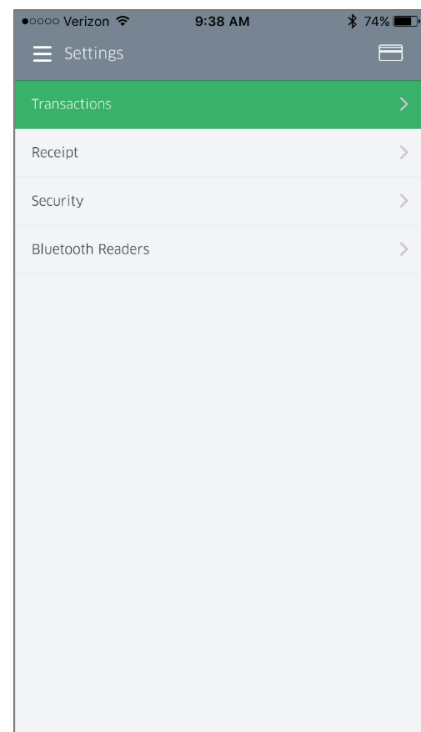 Verizon 9:38 AM 74%
Settings
Transactions
Receipt
Security
Bluetooth Readers